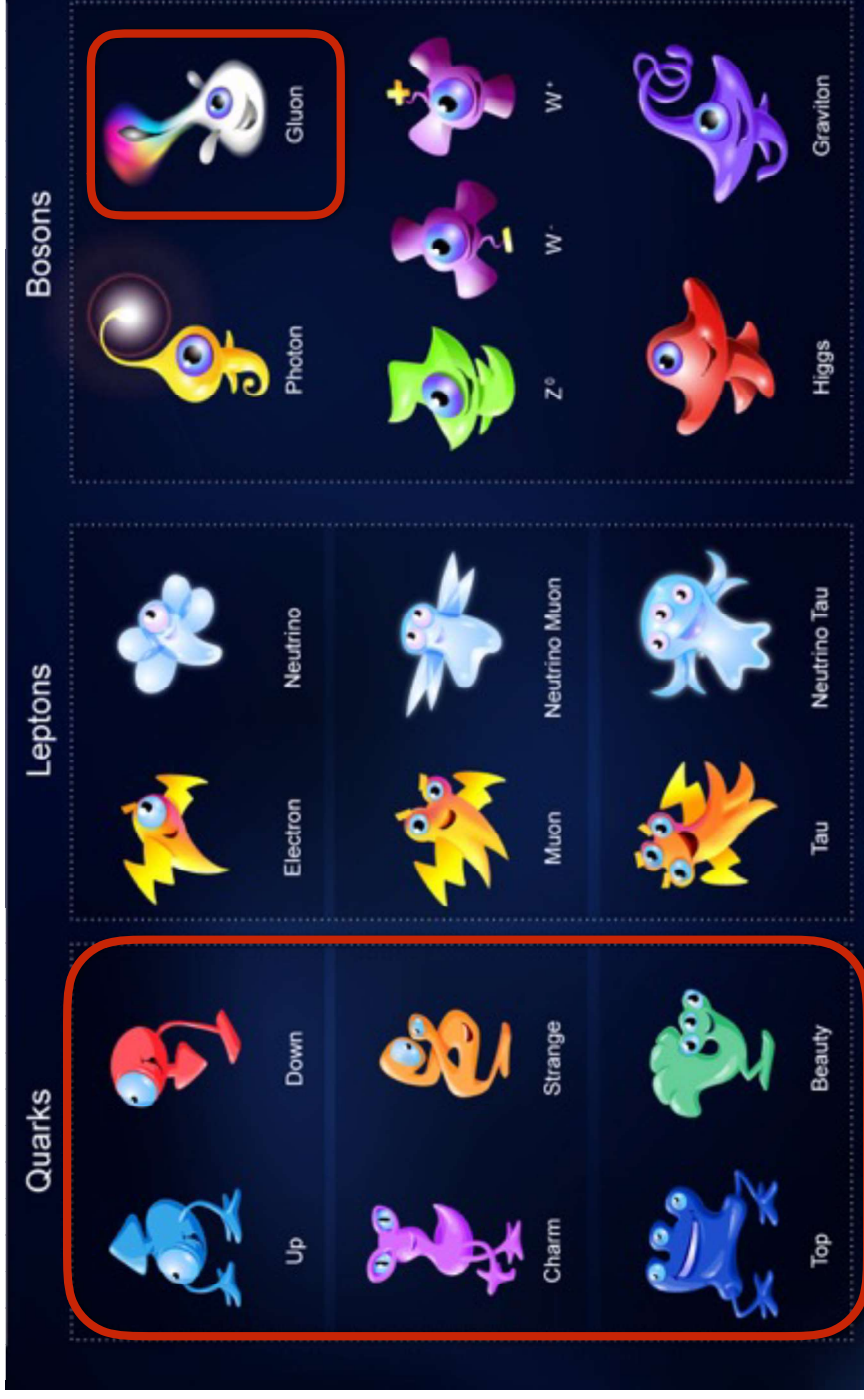 Quarks
Leptons
Bosons
Up
Down
Electron
Neutrino
Photon
Gluon
Charm
Strange
Muon
Neutrino Muon
Z⁰
W⁻
W⁺
Top
Beauty
Tau
Neutrino Tau
Higgs
Graviton